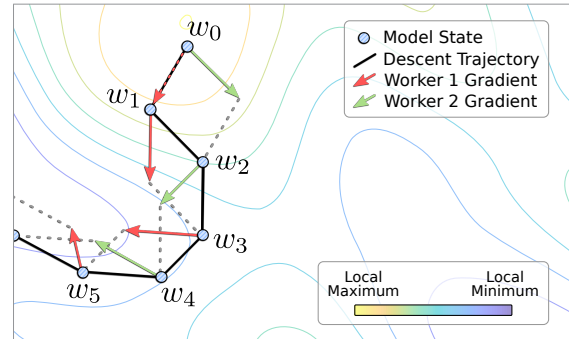 w0
Model State
Descent Trajectory
Worker 1 Gradient
Worker 2 Gradient
w1
w2
w3
w5
w4
Local Maximum
Local Minimum